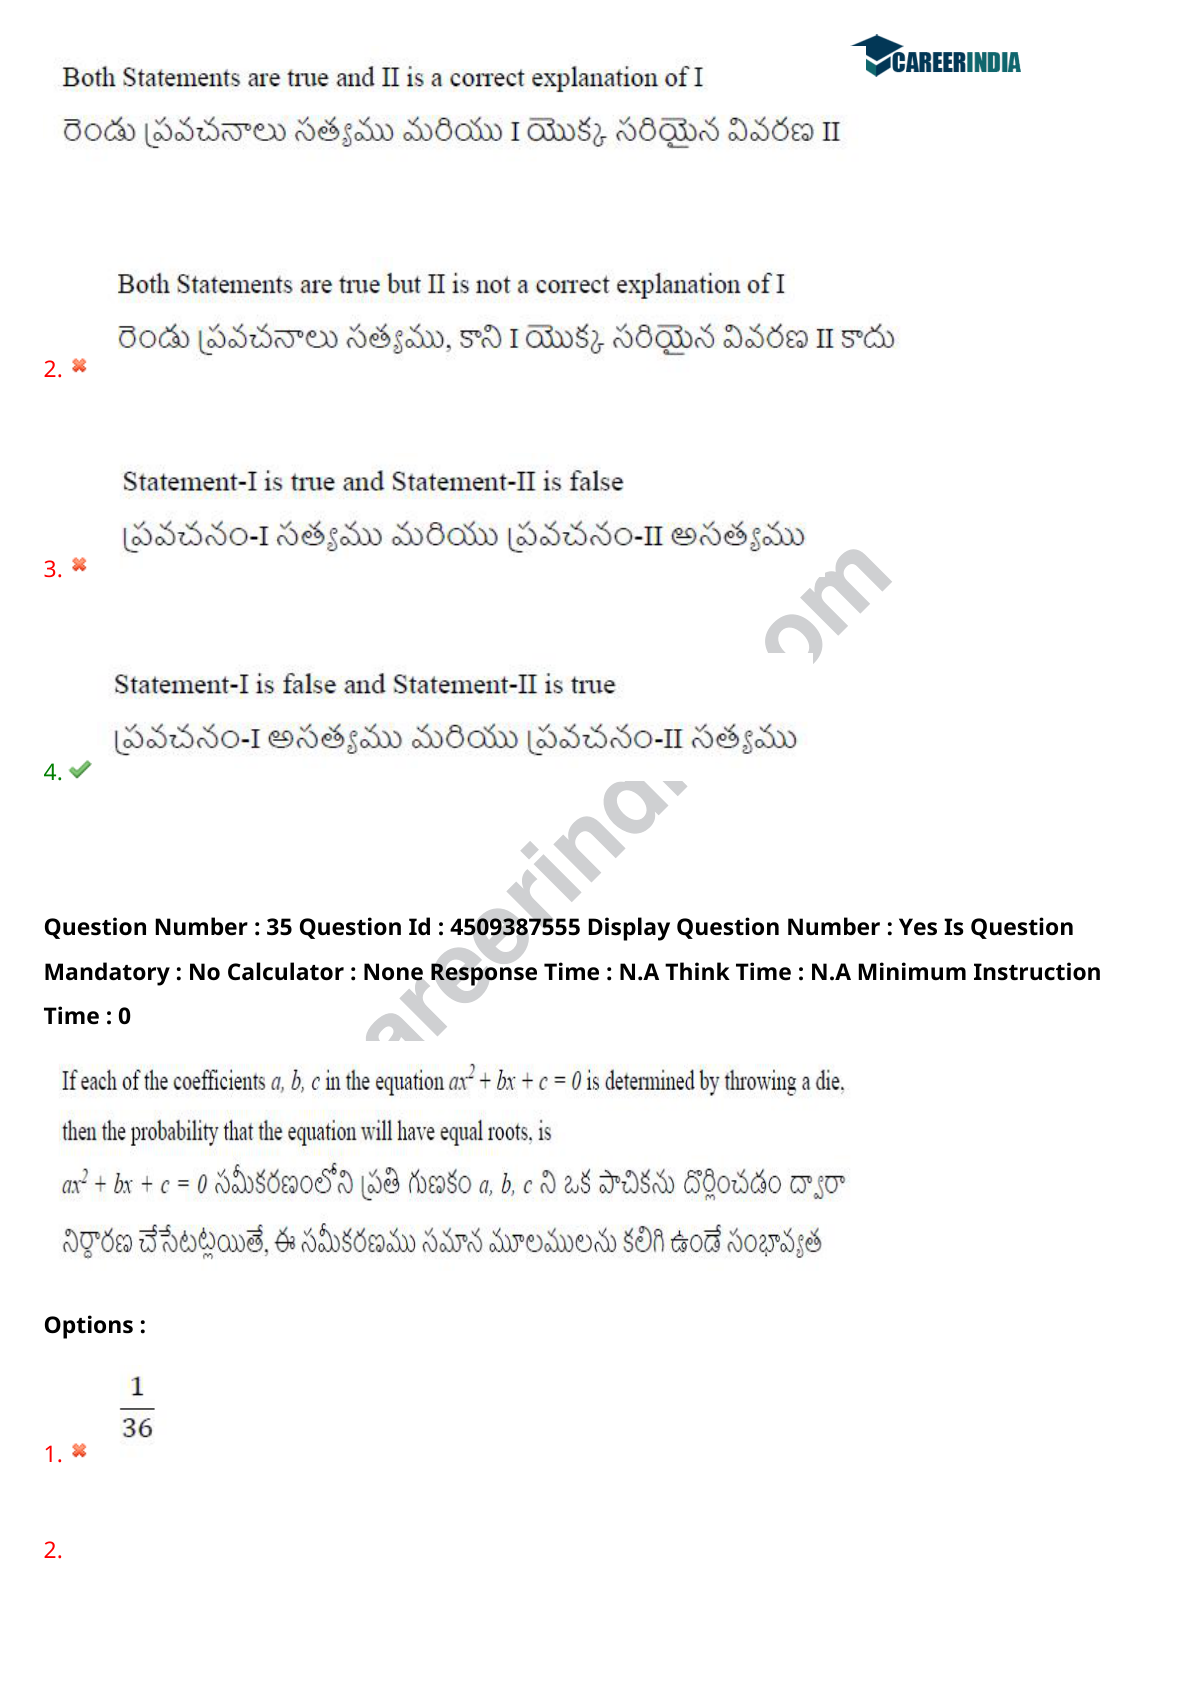 CAREERINDIA
Both Statements are true and II is a correct explanation of I
రెండు ప్రవచనాలు సత్యము మరియు I యొక్క సరియైన వివరణ II
Both Statements are true but II is not a correct explanation of I
రెండు ప్రవచనాలు సత్యము, కాని I యొక్క సరియైన వివరణ II కాదు
2.
Statement-I is true and Statement-II is false
ప్రవచనం-I సత్యము మరియు ప్రవచనం-II అసత్యము
3.
Statement-I is false and Statement-II is true
ప్రవచనం-I అసత్యము మరియు ప్రవచనం-II సత్యము
4.
Question Number : 35 Question Id : 4509387555 Display Question Number : Yes Is Question
Mandatory : No Calculator : None Response Time : N.A Think Time : N.A Minimum Instruction
Time : 0
If each of the coefficients a, b, c in the equation ax² + bx + c = 0 is determined by throwing a die,
then the probability that the equation will have equal roots, is
ax² + bx + c = 0 సమీకరణంలోని ప్రతి గుణకం a, b, c ని ఒక పాచికను దొర్లించడం ద్వారా
నిర్ధారణ చేసేటట్లయితే, ఈ సమీకరణము సమాన మూలములను కలిగి ఉండే సంభావ్యత
Options :
1
36
1.
2.